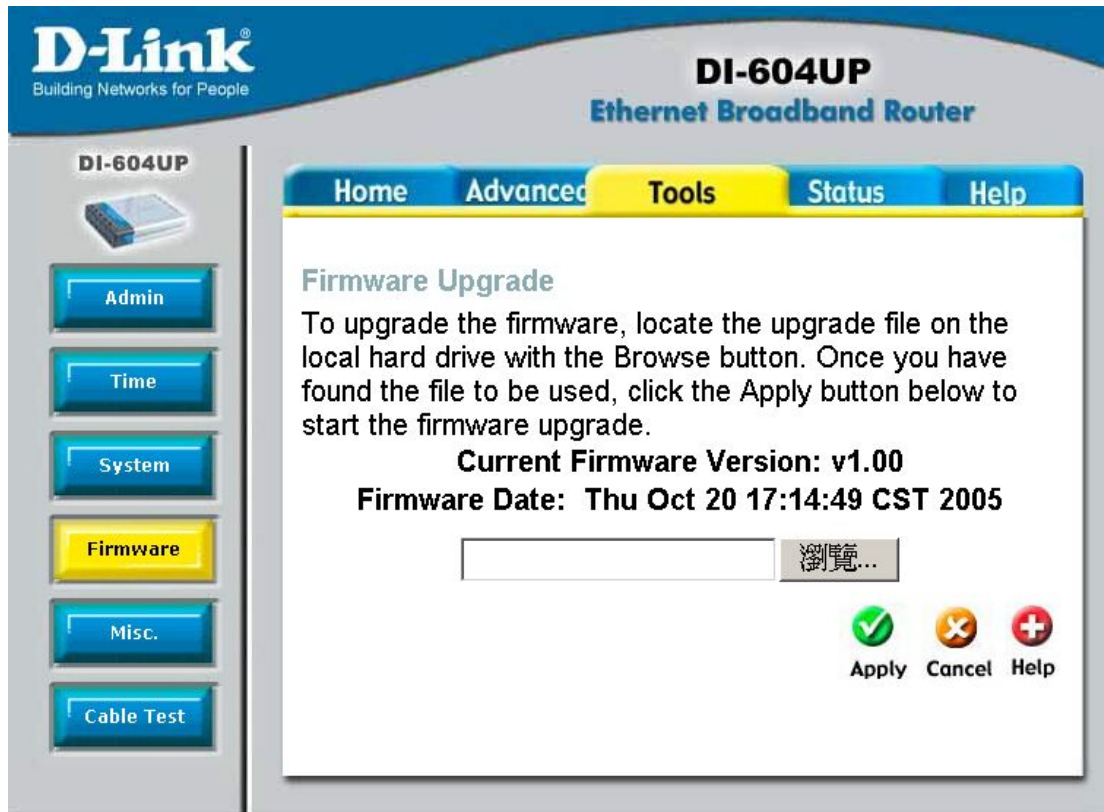 D-Link®
Building Networks for People
DI-604UP
Ethernet Broadband Router
DI-604UP
Admin
Time
System
Firmware
Misc.
Cable Test
Home
Advanced
Tools
Status
Help
Firmware Upgrade
To upgrade the firmware, locate the upgrade file on the
local hard drive with the Browse button. Once you have
found the file to be used, click the Apply button below to
start the firmware upgrade.
Current Firmware Version: v1.00
Firmware Date: Thu Oct 20 17:14:49 CST 2005
瀏覽...
Apply
Cancel
Help